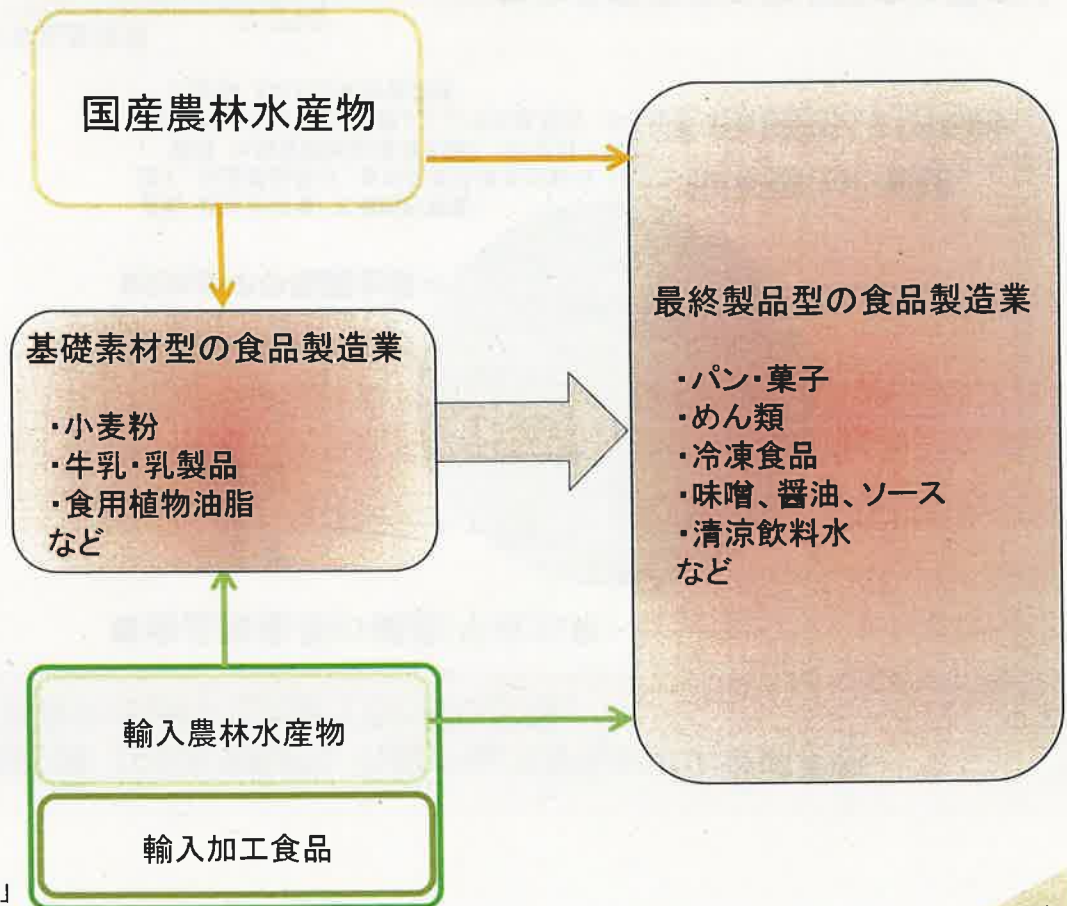 国産農林水産物
基礎素材型の食品製造業
・小麦粉
・牛乳・乳製品
・食用植物油脂
など
輸入農林水産物
輸入加工食品
最終製品型の食品製造業
・パン・菓子
・めん類
・冷凍食品
・味噌、醤油、ソース
・清涼飲料水
など
」